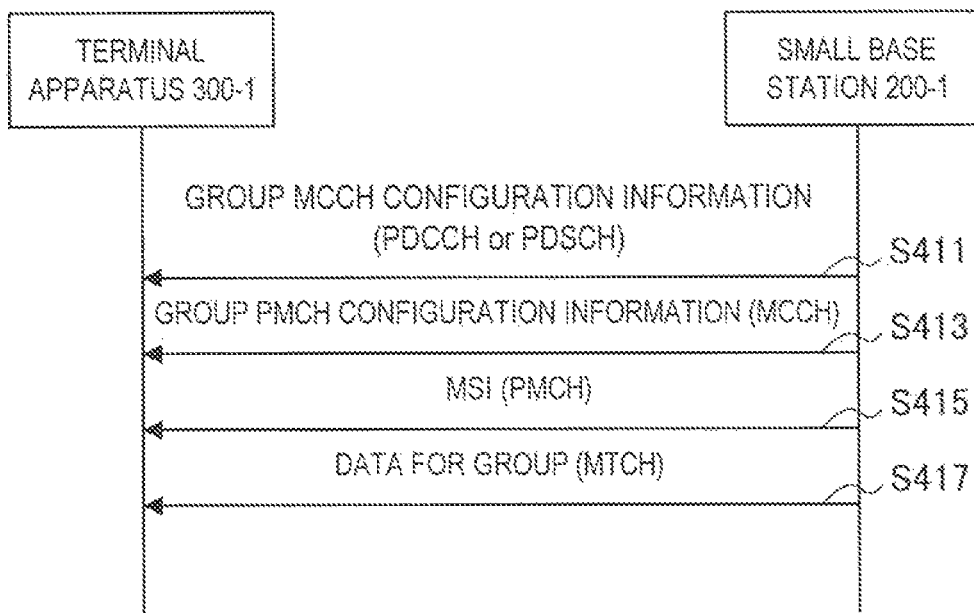 TERMINAL
APPARATUS 300-1
SMALL BASE
STATION 200-1
GROUP MCCH CONFIGURATION INFORMATION
(PDCCH or PDSCH)
S411
GROUP PMCH CONFIGURATION INFORMATION (MCCH)
S413
MSI (PMCH)
S415
DATA FOR GROUP (MTCH)
S417